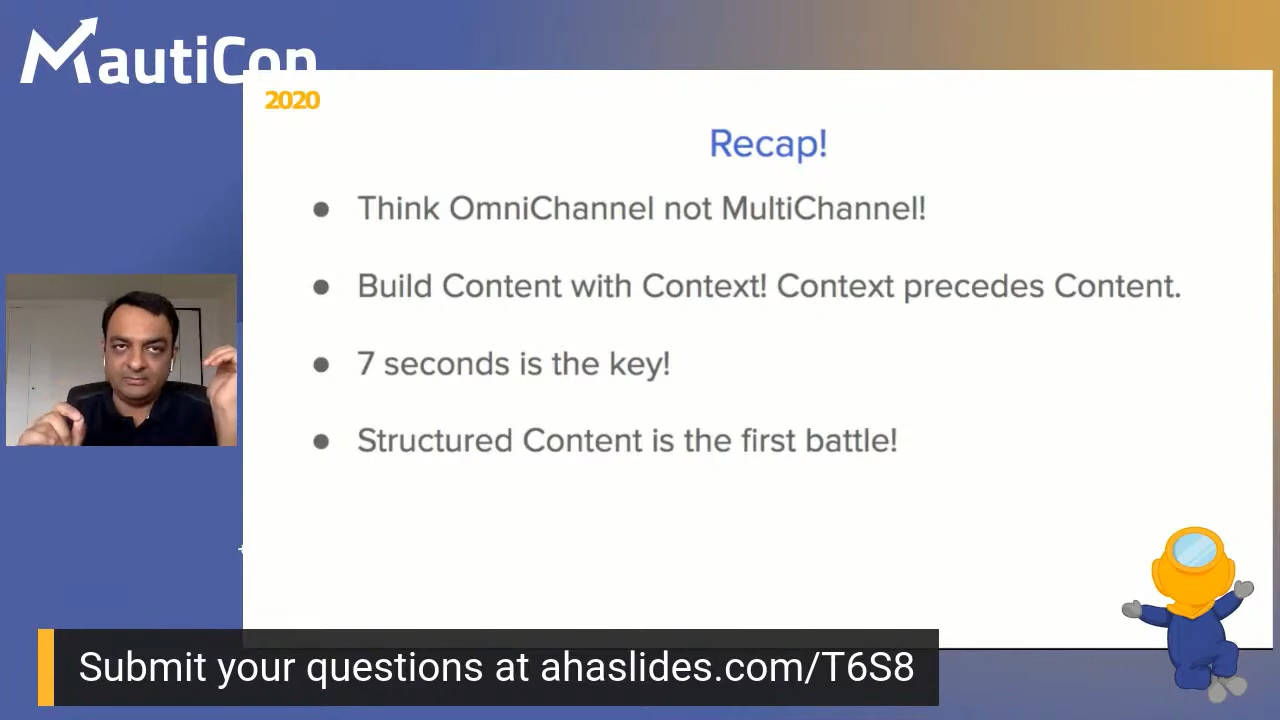 MautiCon
2020
Recap!
● Think OmniChannel not MultiChannel!
● Build Content with Context! Context precedes Content.
● 7 seconds is the key!
● Structured Content is the first battle!
Submit your questions at ahaslides.com/T6S8